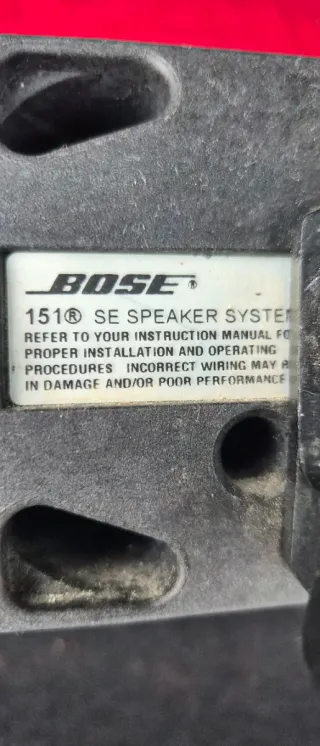 BOSE®
151® SE SPEAKER SYSTEM
REFER TO YOUR INSTRUCTION MANUAL
PROPER INSTALLATION AND OPERATING
PROCEDURES INCORRECT WIRING MAY
IN DAMAGE AND/OR POOR PERFORMANCE